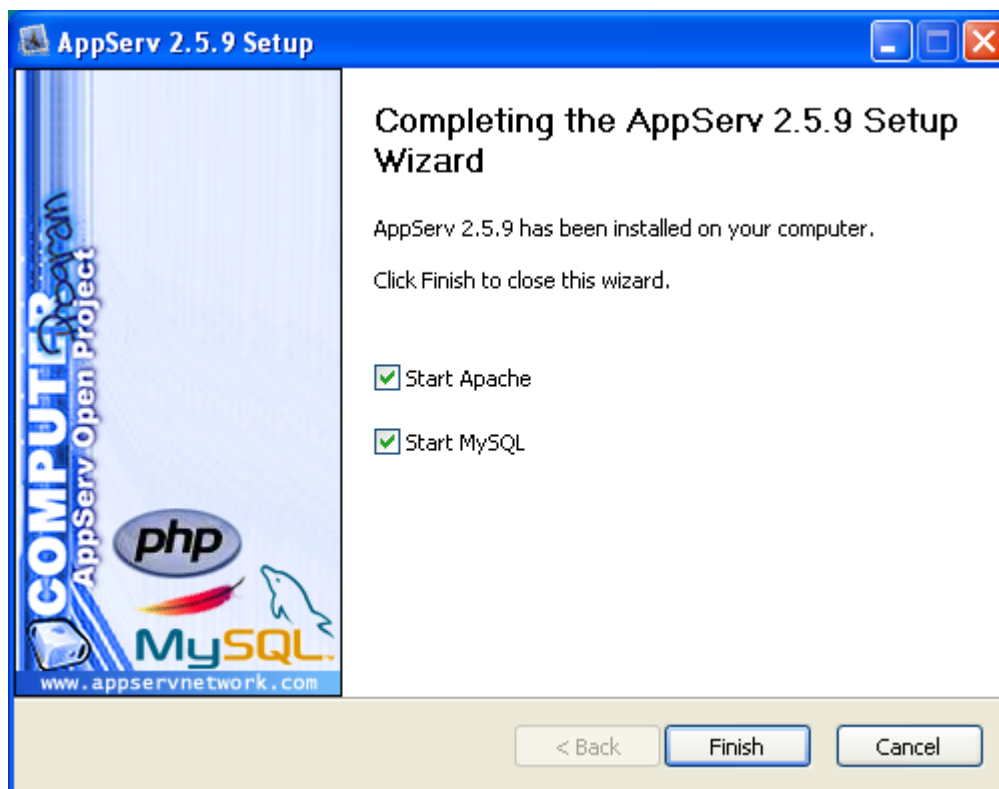 AppServ 2.5.9 Setup
COMPUTER
Program
AppServ Open Project
php
MySQL
www.appservnetwork.com
Completing the AppServ 2.5.9 Setup
Wizard
AppServ 2.5.9 has been installed on your computer.
Click Finish to close this wizard.
Start Apache
Start MySQL
< Back
Finish
Cancel